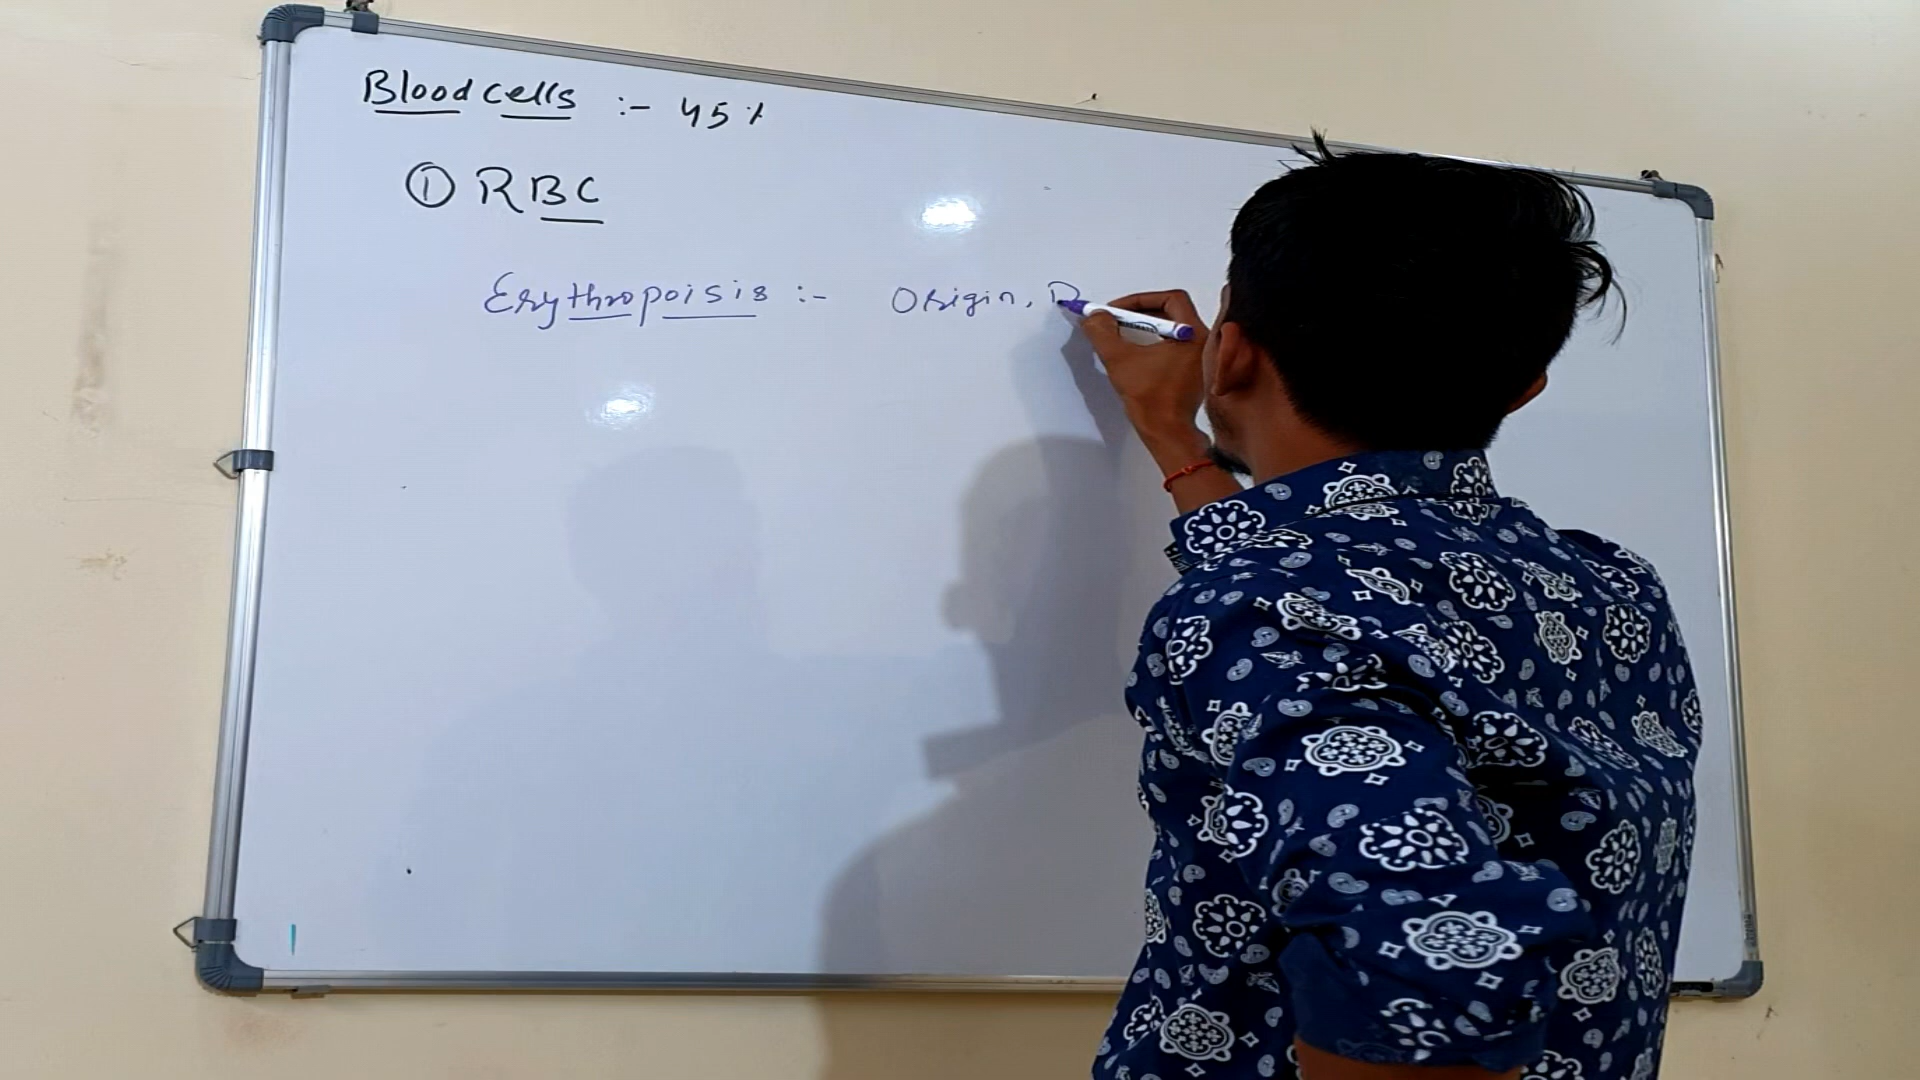 Blood cells :- 45%
① RBC
Erythropoisis :- Origin, D